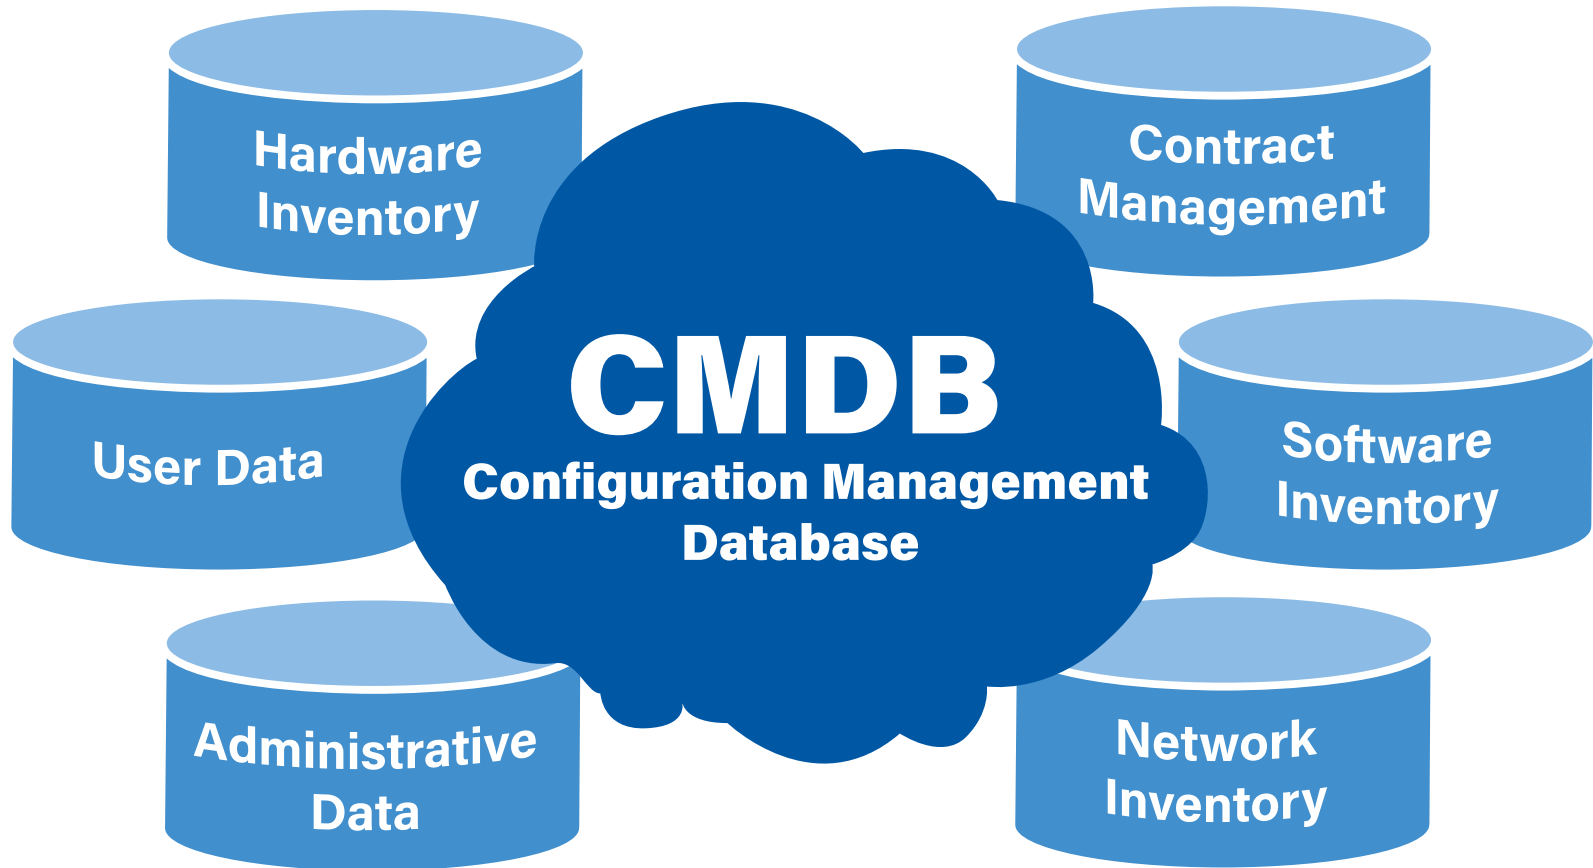 Hardware
Inventory
Contract
Management
CMDB
Configuration Management
Database
User Data
Software
Inventory
Administrative
Data
Network
Inventory